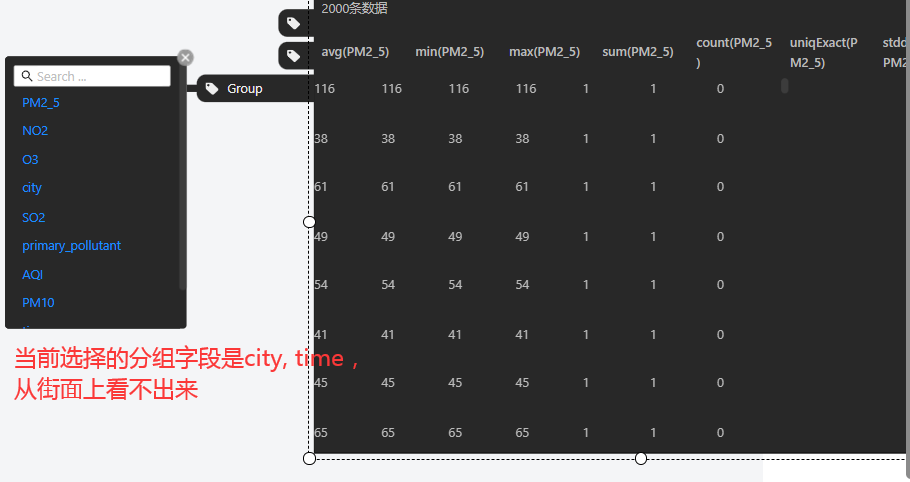 2000条数据
avg(PM2_5) min(PM2_5) max(PM2_5) sum(PM2_5) count(PM2_5 uniqExact(P stdd
) M2_5) PM2
Search ...
PM2_5
NO2
O3
city
SO2
primary_pollutant
AQI
PM10
Group
116 116 116 116 1 1 0
38 38 38 38 1 1 0
61 61 61 61 1 1 0
49 49 49 49 1 1 0
54 54 54 54 1 1 0
41 41 41 41 1 1 0
45 45 45 45 1 1 0
65 65 65 65 1 1 0
当前选择的分组字段是city, time，
从街面上看不出来